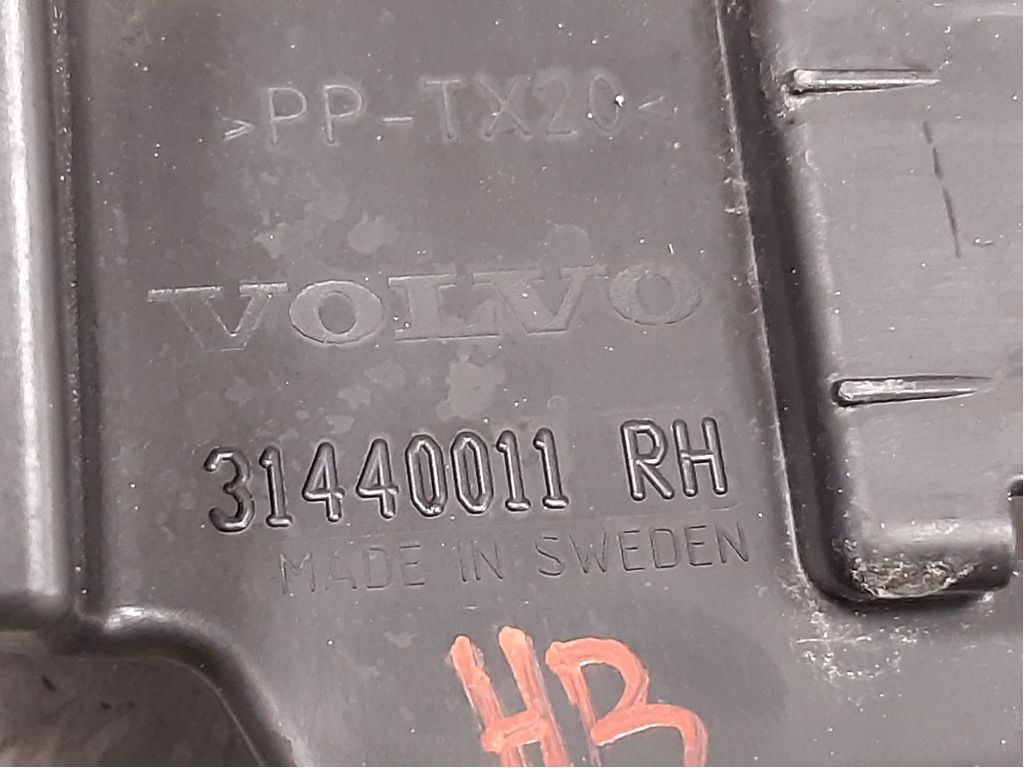 >PP-TX20<
VOLVO
31440011 RH
MADE IN SWEDEN
HB